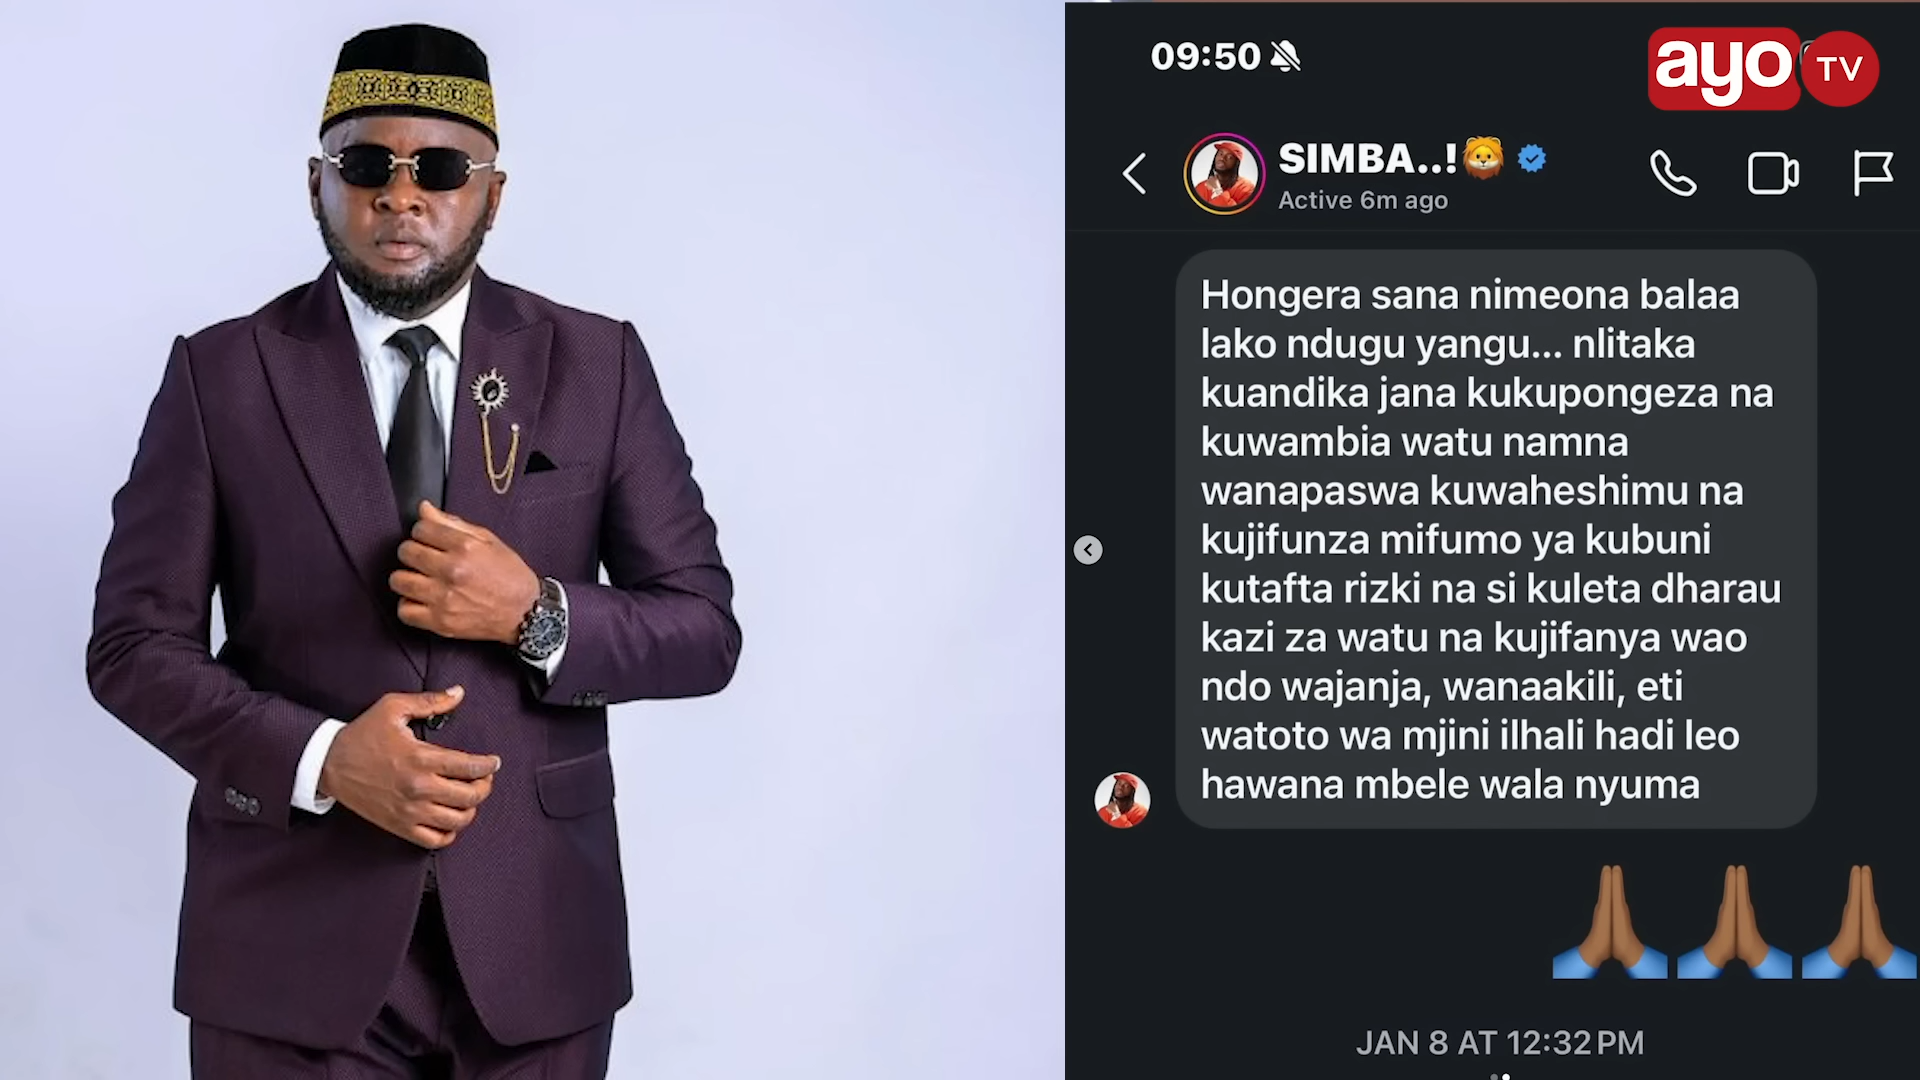 09:50
ayo TV
SIMBA..!🦁
Active 6m ago
Hongera sana nimeona balaa
lako ndugu yangu... nlitaka
kuandika jana kukupongeza na
kuwambia watu namna
wanapaswa kuwaheshimu na
kujifunza mifumo ya kubuni
kutafta rizki na si kuleta dharau
kazi za watu na kujifanya wao
ndo wajanja, wanaakili, eti
watoto wa mjini ilhali hadi leo
hawana mbele wala nyuma
🙏🏾🙏🏾🙏🏾
JAN 8 AT 12:32 PM